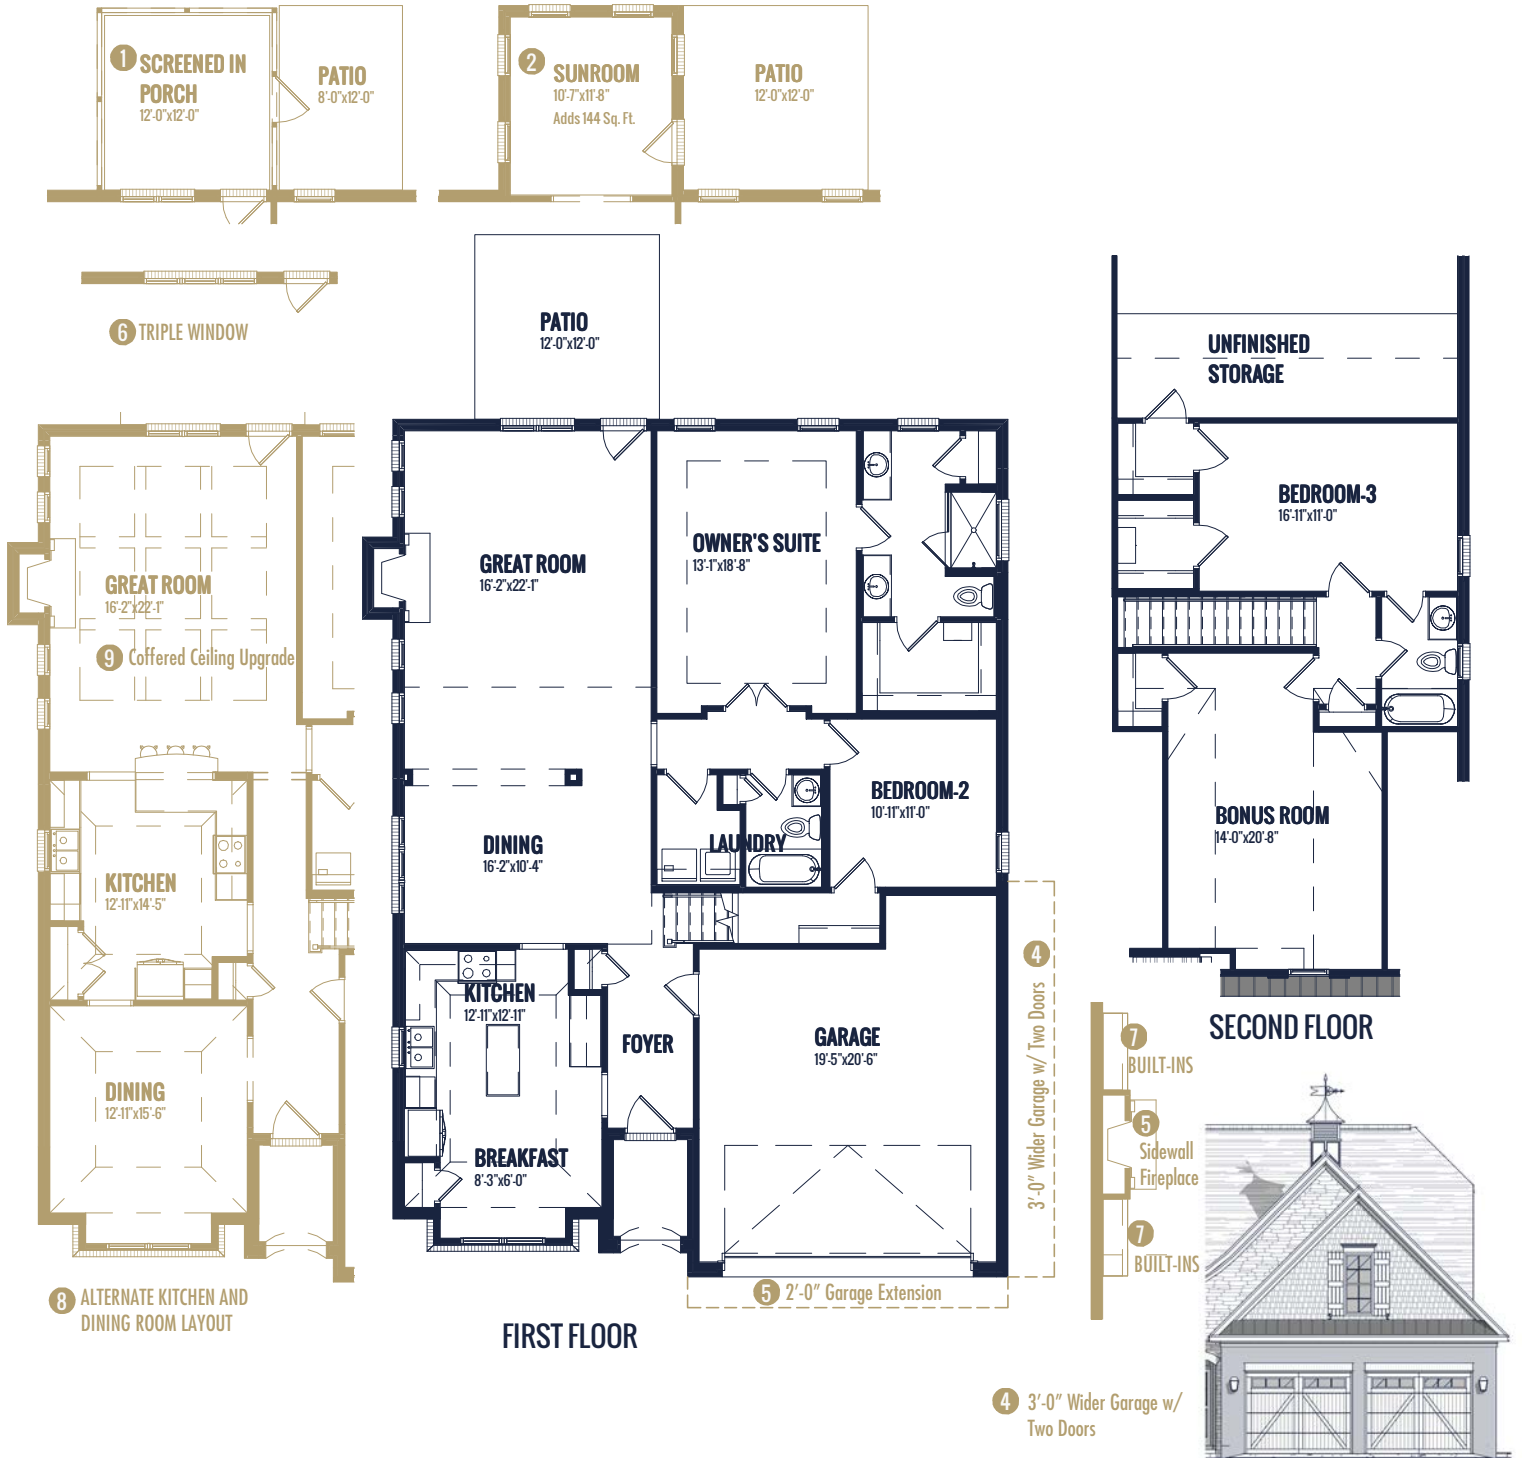 1 SCREENED IN
PORCH
12'-0"x12'-0"
PATIO
8'-0"x12'-0"
2 SUNROOM
10'-7"x11'-8"
Adds 144 Sq. Ft.
PATIO
12'-0"x12'-0"
6 TRIPLE WINDOW
PATIO
12'-0"x12'-0"
GREAT ROOM
16'-2"x22'-1"
9 Coffered Ceiling Upgrade
KITCHEN
12'-11"x14'-5"
DINING
12'-11"x15'-6"
8 ALTERNATE KITCHEN AND
DINING ROOM LAYOUT
GREAT ROOM
16'-2"x22'-1"
OWNER'S SUITE
13'-1"x18'-8"
BEDROOM-2
10'-11"x11'-0"
LAUNDRY
DINING
16'-2"x10'-4"
KITCHEN
12'-11"x12'-11"
FOYER
GARAGE
19'-5"x20'-6"
BREAKFAST
8'-3"x6'-0"
4 3'-0" Wider Garage w/ Two Doors
5 2'-0" Garage Extension
FIRST FLOOR
UNFINISHED
STORAGE
BEDROOM-3
16'-11"x11'-0"
BONUS ROOM
14'-0"x20'-8"
SECOND FLOOR
7
BUILT-INS
5
Sidewall
Fireplace
7
BUILT-INS
4 3'-0" Wider Garage w/
Two Doors